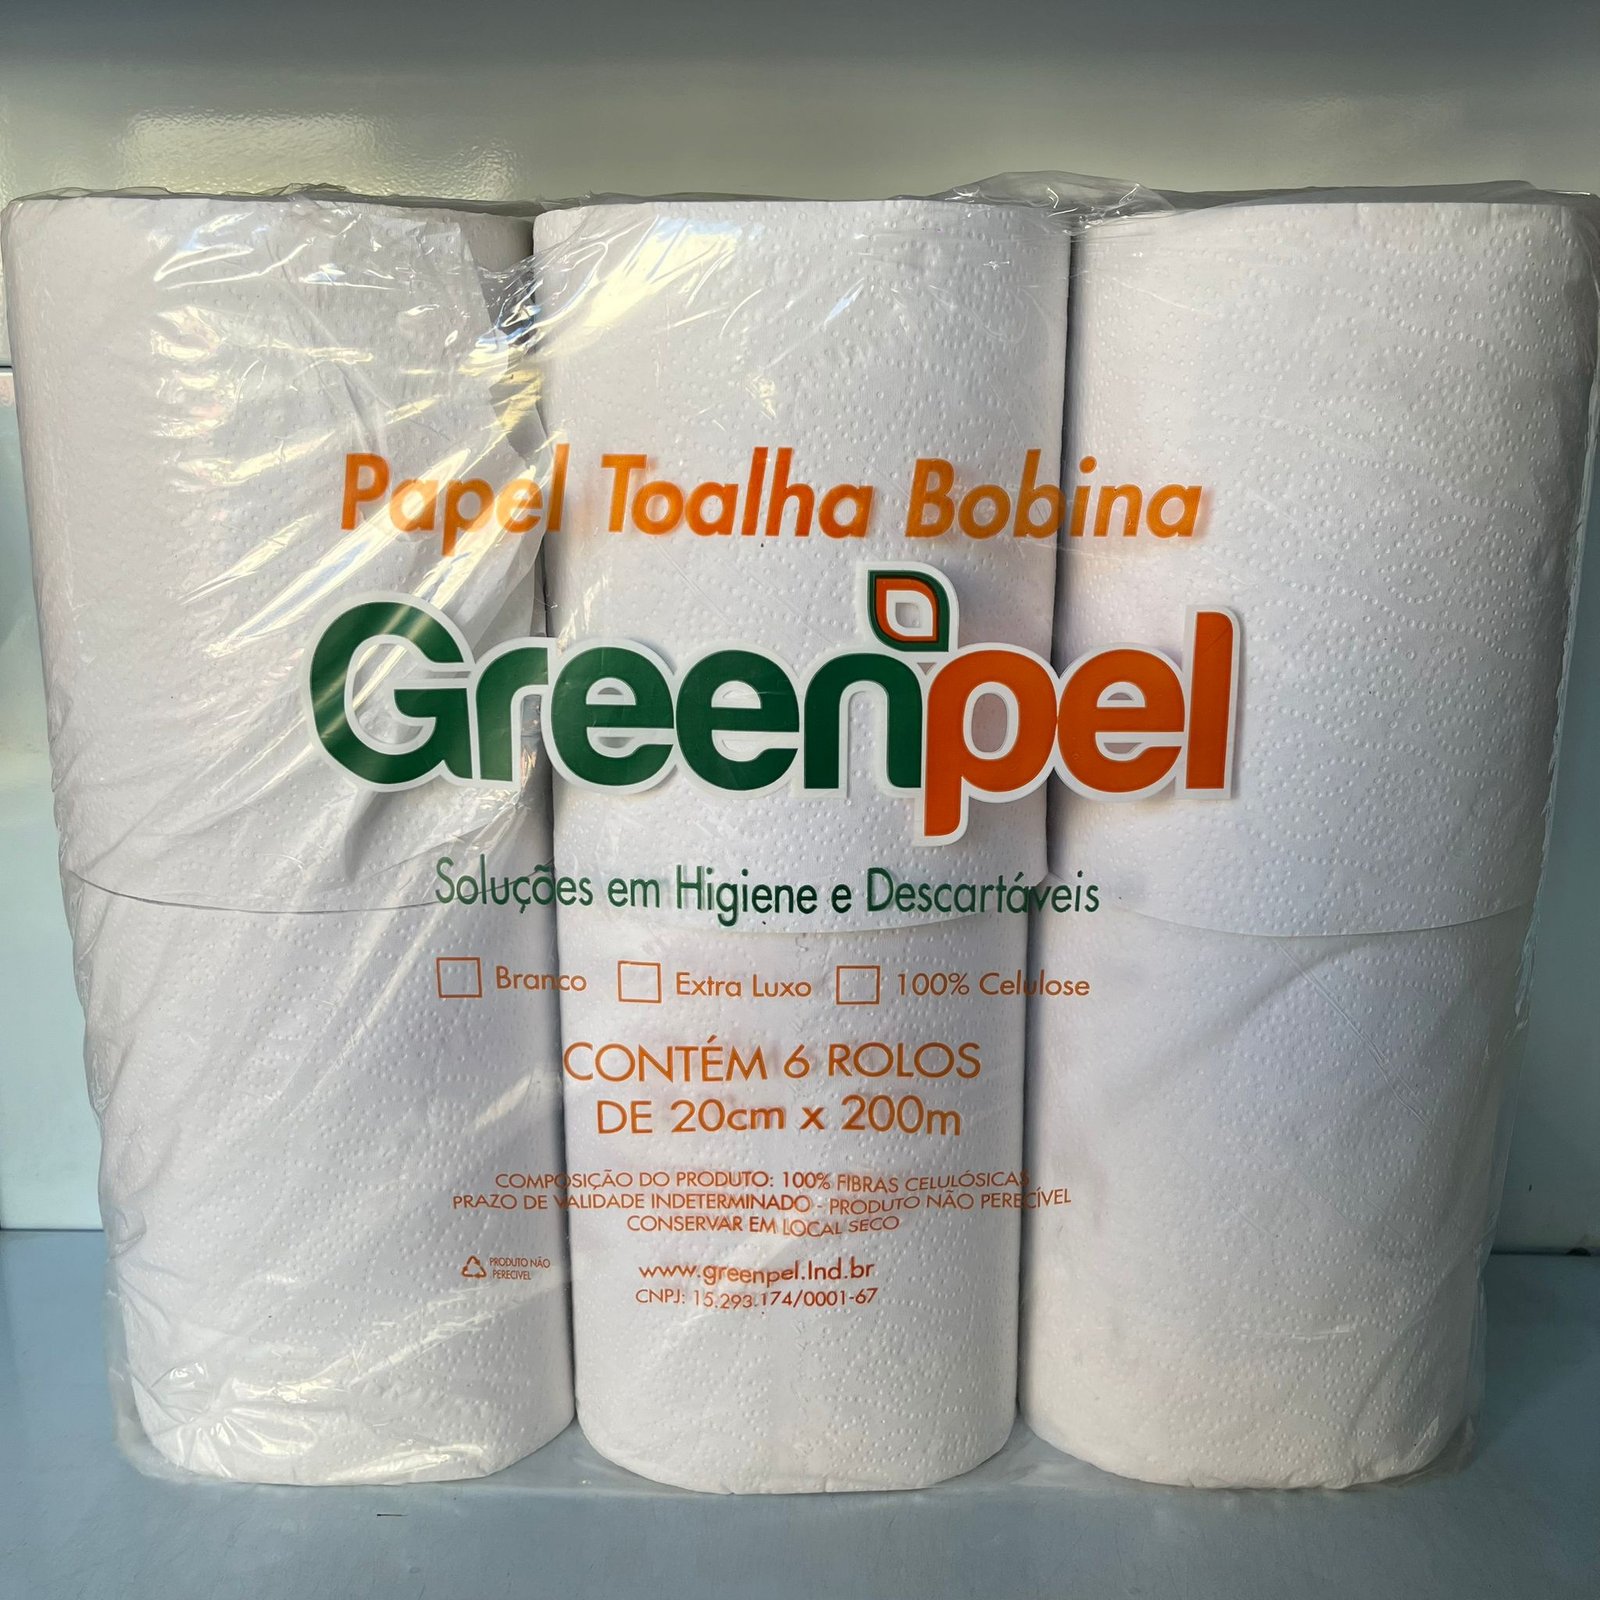 Papel Toalha Bobina
Greenpel
Soluções em Higiene e Descartáveis
Branco Extra Luxo 100% Celulose
CONTÉM 6 ROLOS
DE 20cm x 200m
COMPOSIÇÃO DO PRODUTO: 100% FIBRAS CELULÓSICAS
PRAZO DE VALIDADE INDETERMINADO - PRODUTO NÃO PERECÍVEL
CONSERVAR EM LOCAL SECO
PRODUTO NÃO
PERECIVEL
www.greenpel.Ind.br
CNPJ: 15.293.174/0001-67